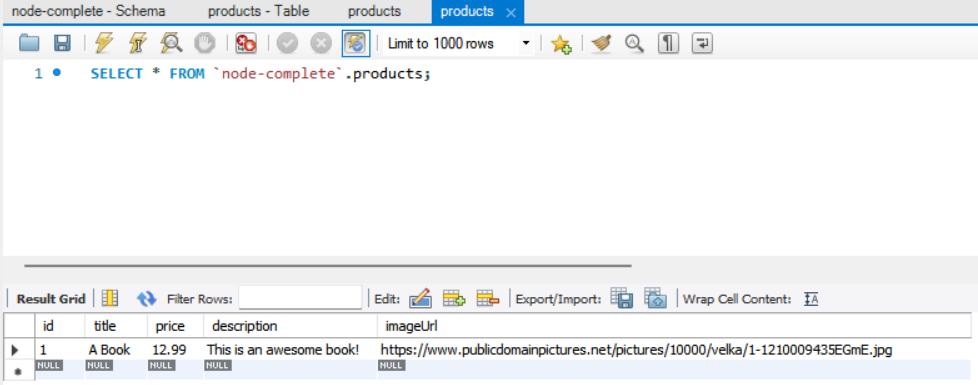 node-complete - Schema products - Table products products
Limit to 1000 rows
1 SELECT * FROM `node-complete`.products;
Result Grid Filter Rows: Edit: Export/Import: Wrap Cell Content:
id title price description imageUrl
1 A Book 12.99 This is an awesome book! https://www.publicdomainpictures.net/pictures/10000/velka/1-1210009435EGmE.jpg
NULL NULL NULL NULL NULL